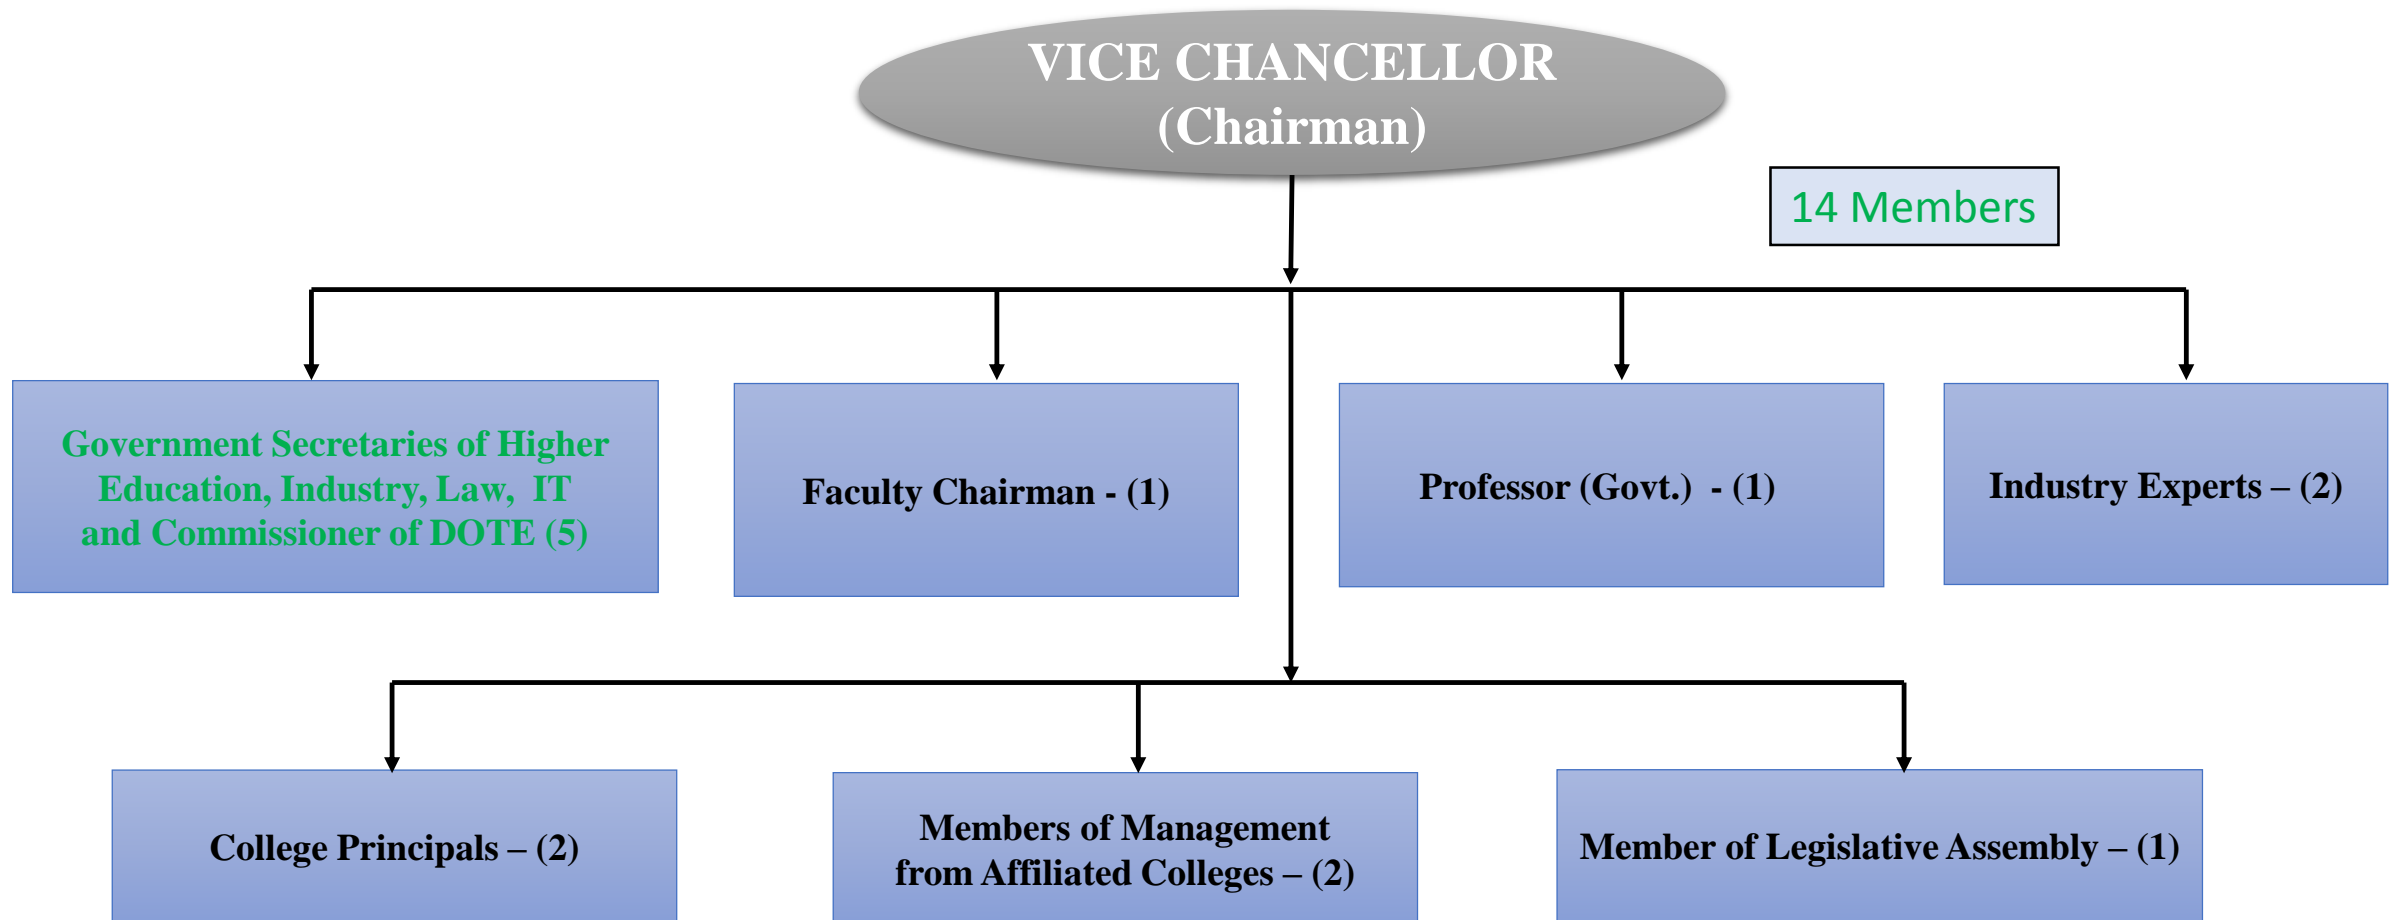 VICE CHANCELLOR
(Chairman)
14 Members
Government Secretaries of Higher
Education, Industry, Law,  IT
and Commissioner of DOTE (5)
Faculty Chairman - (1)
Professor (Govt.)  - (1)
Industry Experts – (2)
College Principals – (2)
Members of Management
from Affiliated Colleges – (2)
Member of Legislative Assembly – (1)